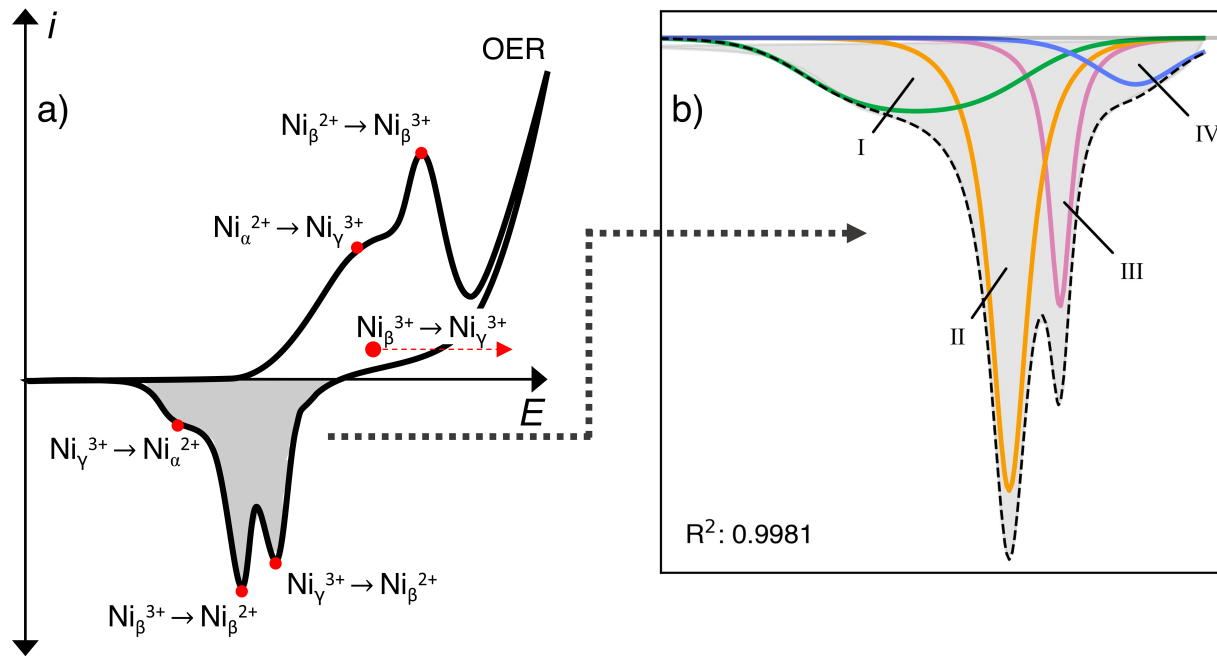 i
OER
a)
Niβ²⁺ → Niβ³⁺
Niα²⁺ → Niγ³⁺
Niβ³⁺ → Niγ³⁺
E
Niγ³⁺ → Niα²⁺
Niγ³⁺ → Niβ²⁺
Niβ³⁺ → Niβ²⁺
b)
I
IV
III
II
R²: 0.9981